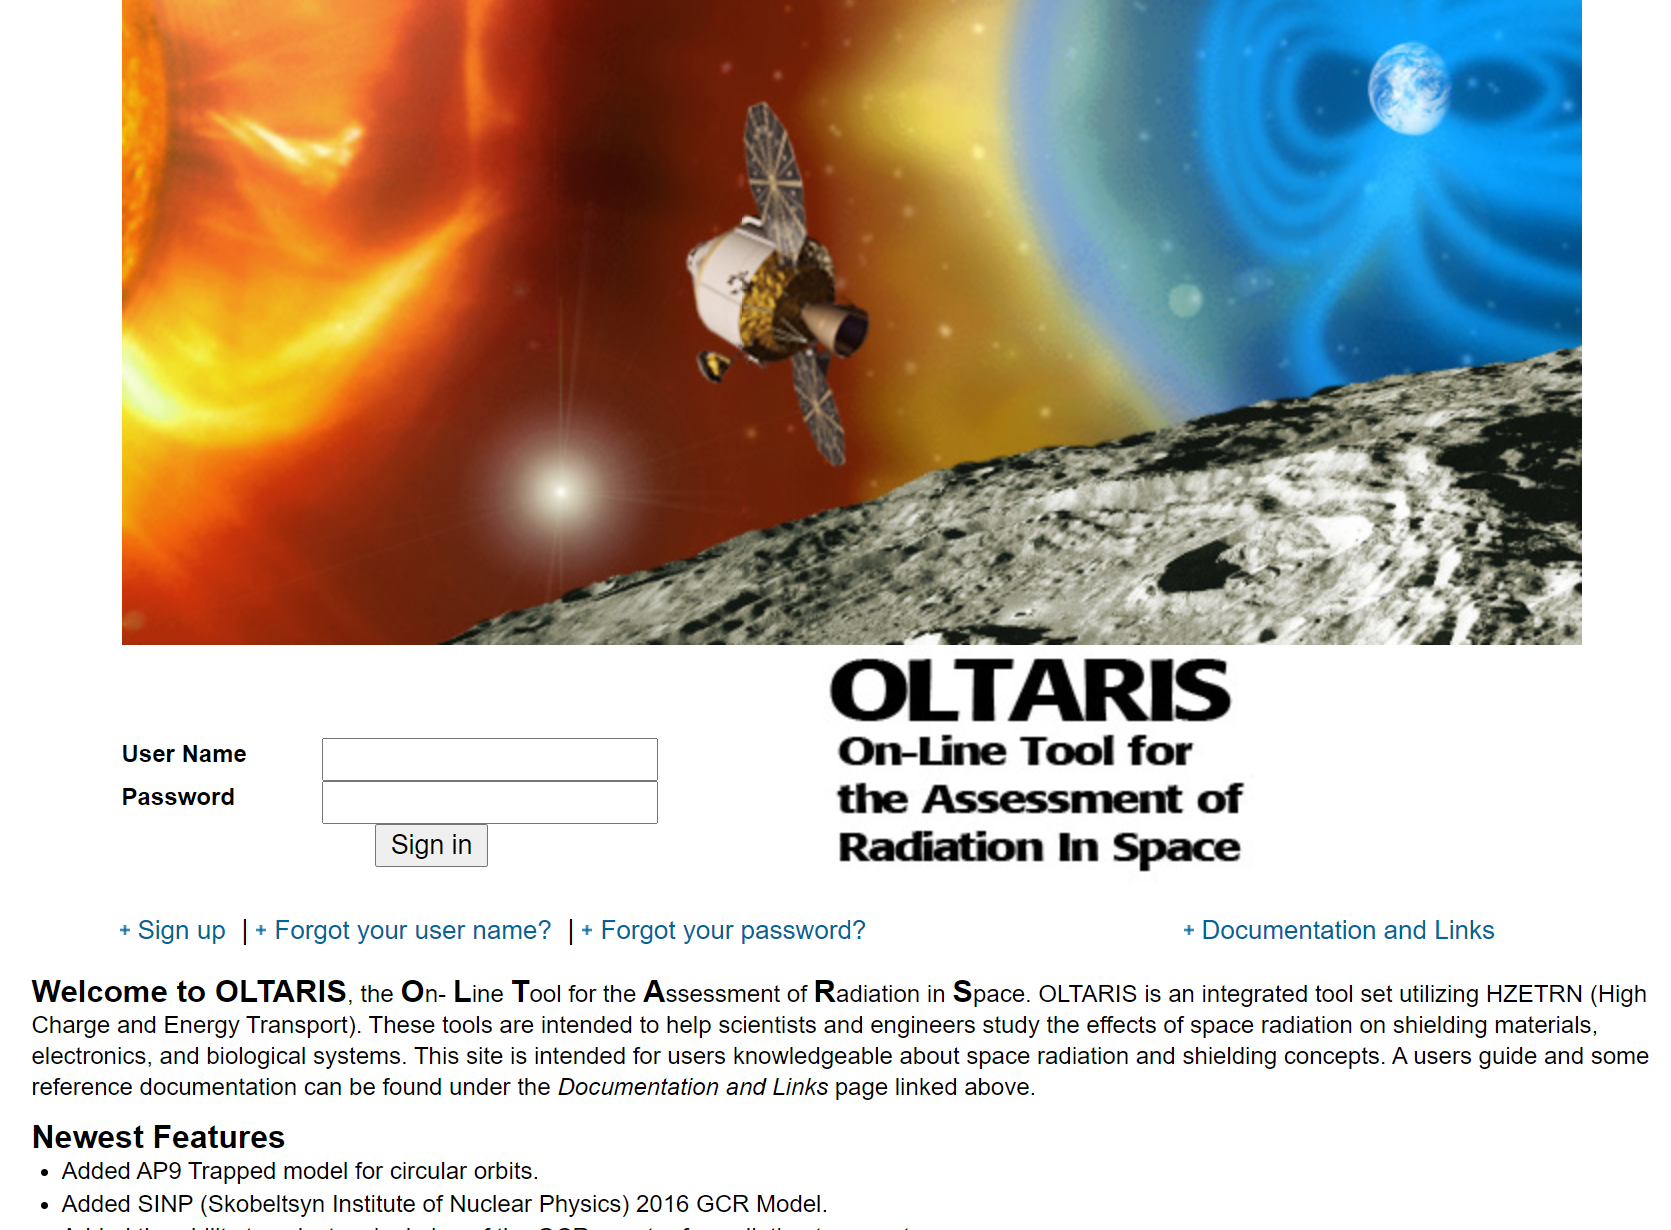 OLTARIS
On-Line Tool for
the Assessment of
Radiation In Space
User Name
Password
Sign in
+ Sign up | + Forgot your user name? | + Forgot your password? + Documentation and Links
Welcome to OLTARIS, the On- Line Tool for the Assessment of Radiation in Space. OLTARIS is an integrated tool set utilizing HZETRN (High
Charge and Energy Transport). These tools are intended to help scientists and engineers study the effects of space radiation on shielding materials,
electronics, and biological systems. This site is intended for users knowledgeable about space radiation and shielding concepts. A users guide and some
reference documentation can be found under the Documentation and Links page linked above.
Newest Features
• Added AP9 Trapped model for circular orbits.
• Added SINP (Skobeltsyn Institute of Nuclear Physics) 2016 GCR Model.